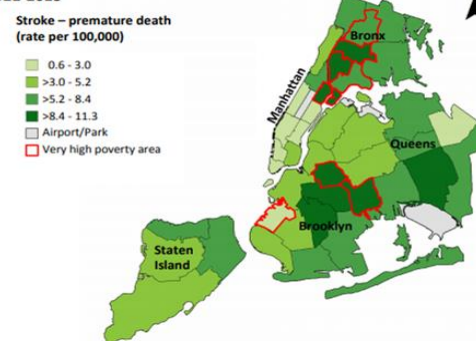 Stroke – premature death
(rate per 100,000)
0.6 - 3.0
>3.0 - 5.2
>5.2 - 8.4
>8.4 - 11.3
Airport/Park
Very high poverty area
Bronx
Manhattan
Queens
Brooklyn
Staten
Island